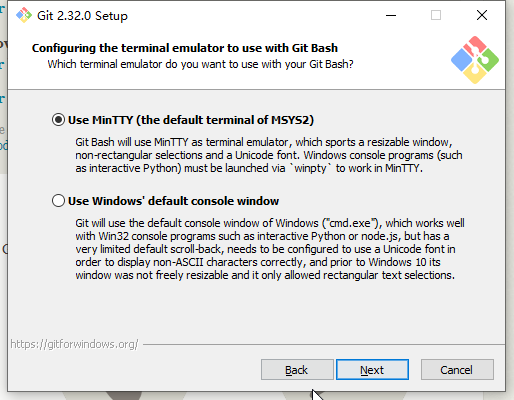 Git 2.32.0 Setup
Configuring the terminal emulator to use with Git Bash
Which terminal emulator do you want to use with your Git Bash?
Use MinTTY (the default terminal of MSYS2)
Git Bash will use MinTTY as terminal emulator, which sports a resizable window,
non-rectangular selections and a Unicode font. Windows console programs (such
as interactive Python) must be launched via `winpty` to work in MinTTY.
Use Windows' default console window
Git will use the default console window of Windows ("cmd.exe"), which works well
with Win32 console programs such as interactive Python or node.js, but has a
very limited default scroll-back, needs to be configured to use a Unicode font in
order to display non-ASCII characters correctly, and prior to Windows 10 its
window was not freely resizable and it only allowed rectangular text selections.
https://gitforwindows.org/
Back
Next
Cancel